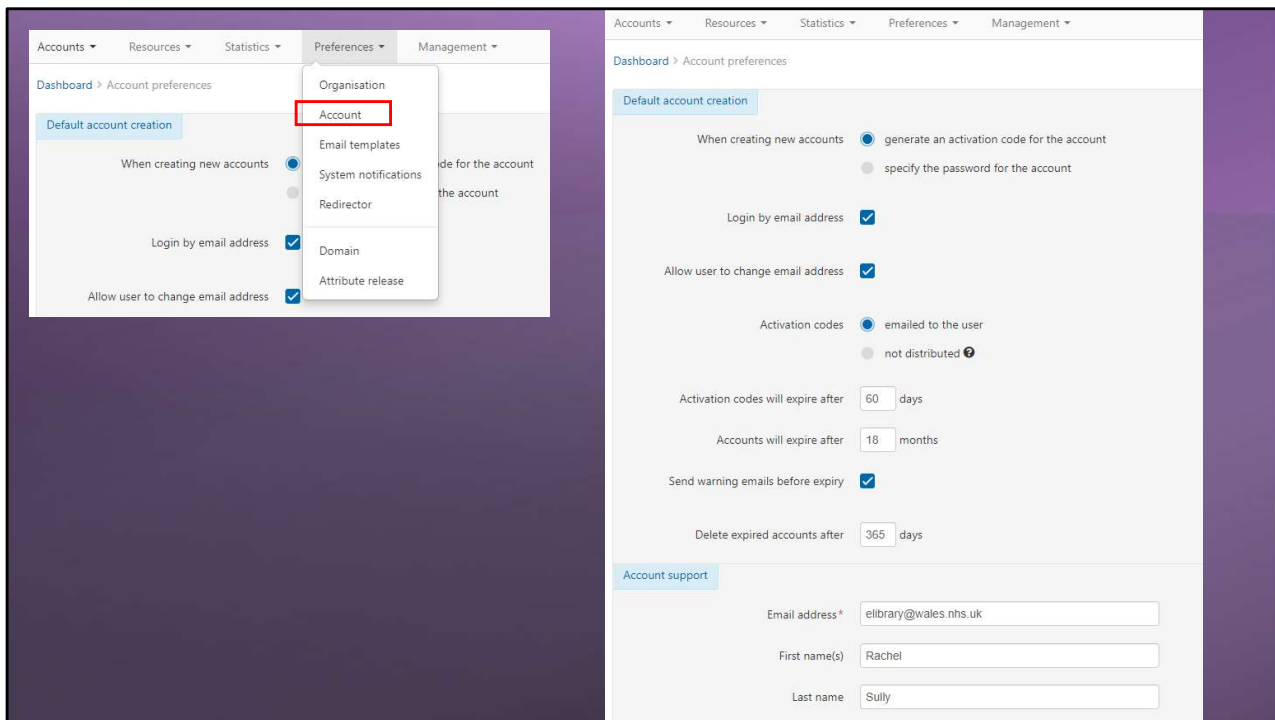 Accounts Resources Statistics Preferences Management
Dashboard > Account preferences
Default account creation
When creating new accounts
de for the account
the account
Login by email address
Allow user to change email address
Organisation
Account
Email templates
System notifications
Redirector
Domain
Attribute release
Accounts Resources Statistics Preferences Management
Dashboard > Account preferences
Default account creation
When creating new accounts generate an activation code for the account
specify the password for the account
Login by email address
Allow user to change email address
Activation codes emailed to the user
not distributed ?
Activation codes will expire after 60 days
Accounts will expire after 18 months
Send warning emails before expiry
Delete expired accounts after 365 days
Account support
Email address* elibrary@wales.nhs.uk
First name(s) Rachel
Last name Sully